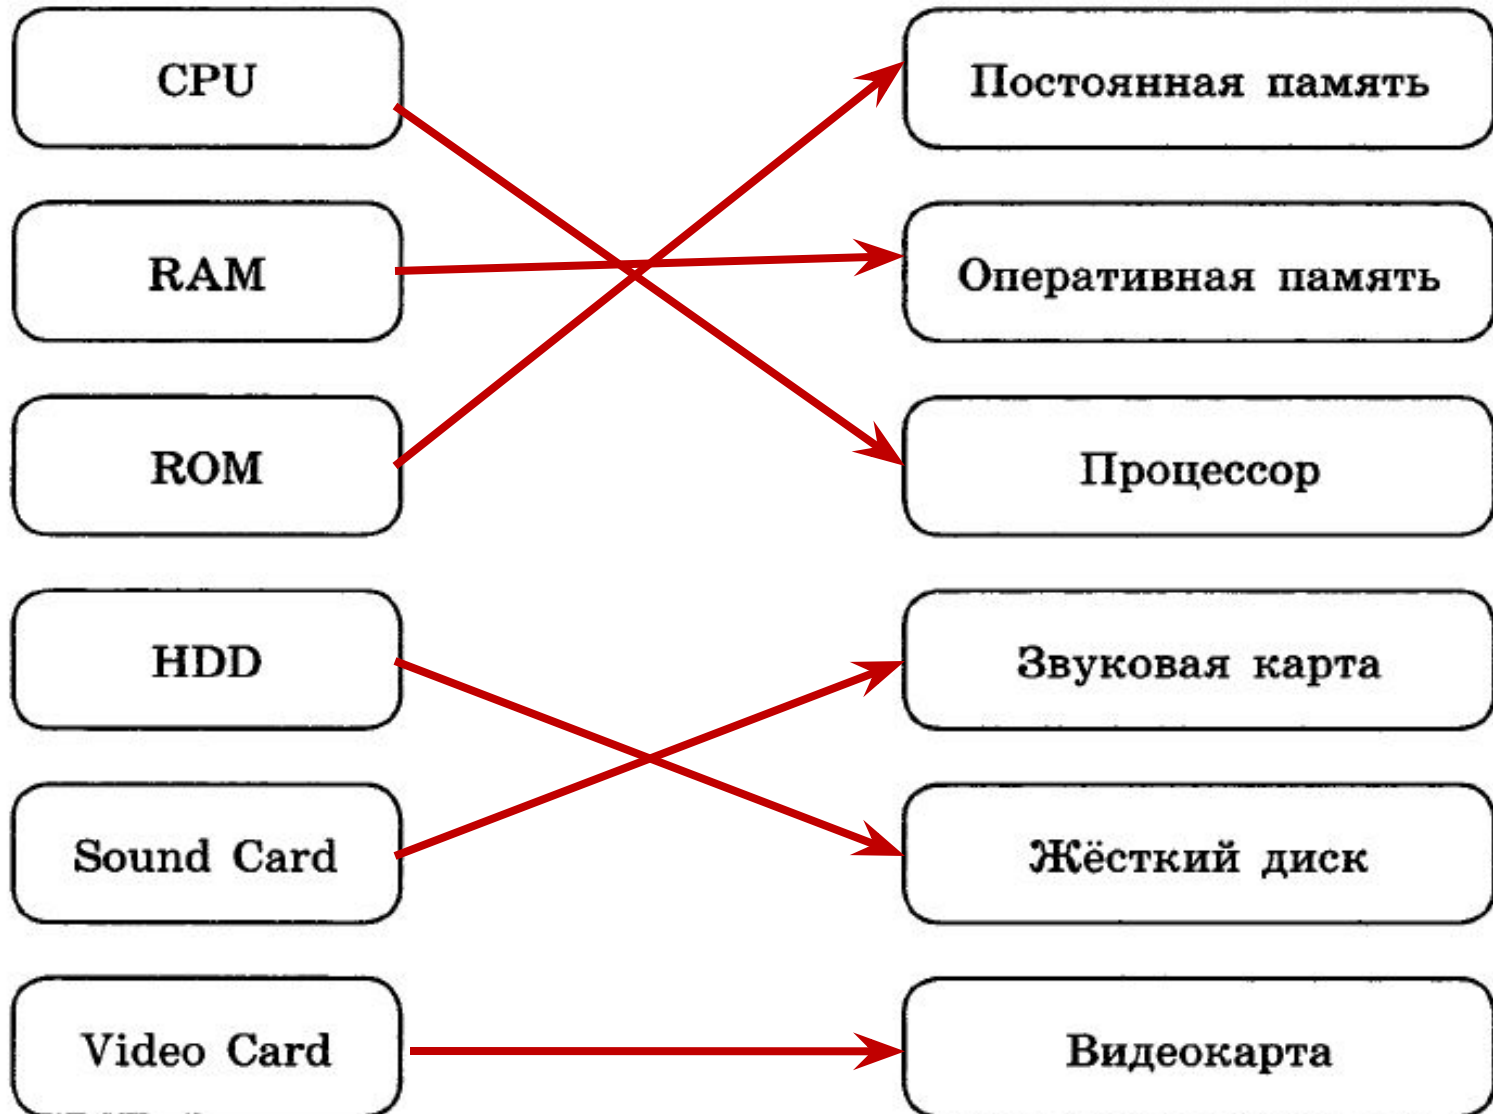 CPU
Постоянная память
RAM
Оперативная память
ROM
Процессор
HDD
Звуковая карта
Sound Card
Жёсткий диск
Video Card
Видеокарта